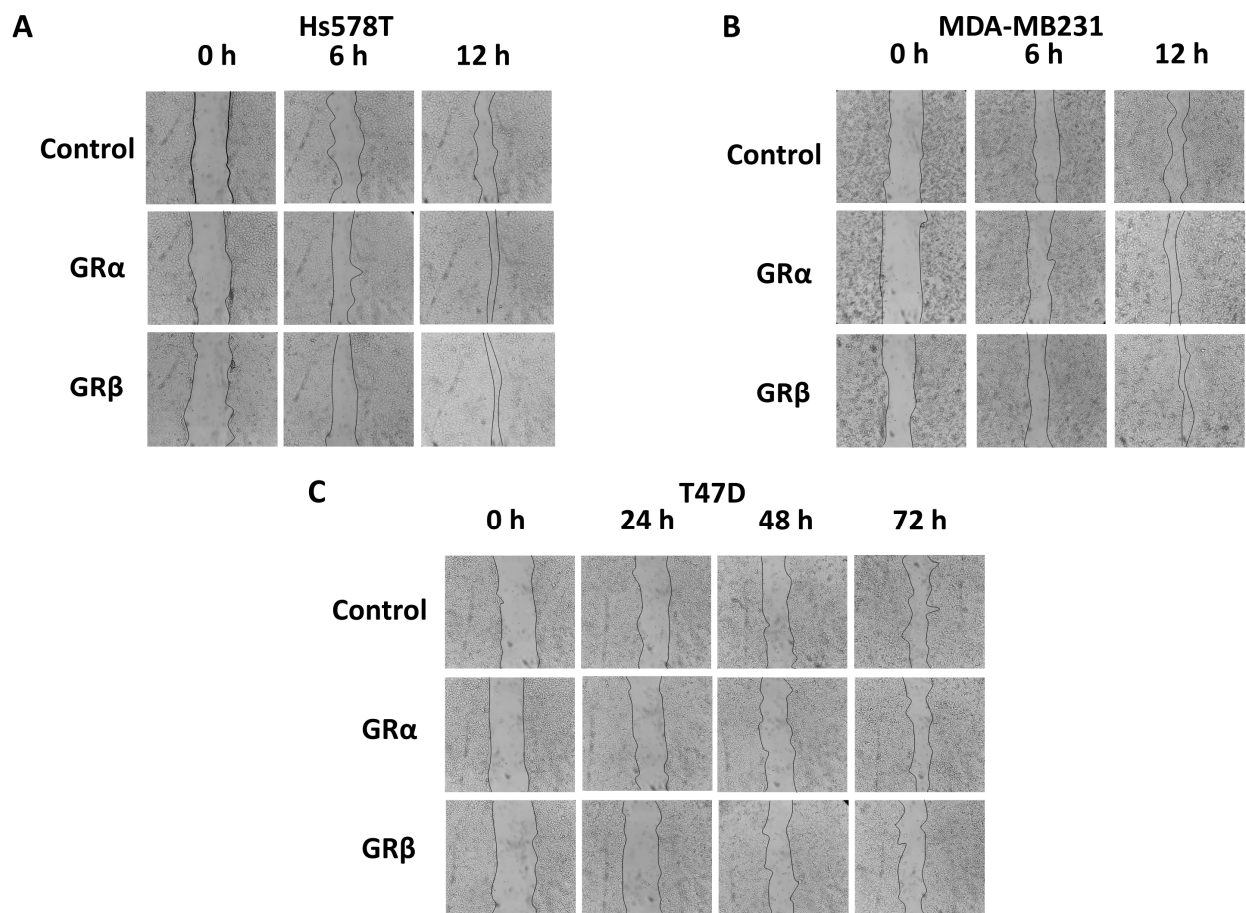 A
Hs578T
0 h 6 h 12 h
Control
GRα
GRβ
B
MDA-MB231
0 h 6 h 12 h
Control
GRα
GRβ
C
T47D
0 h 24 h 48 h 72 h
Control
GRα
GRβ